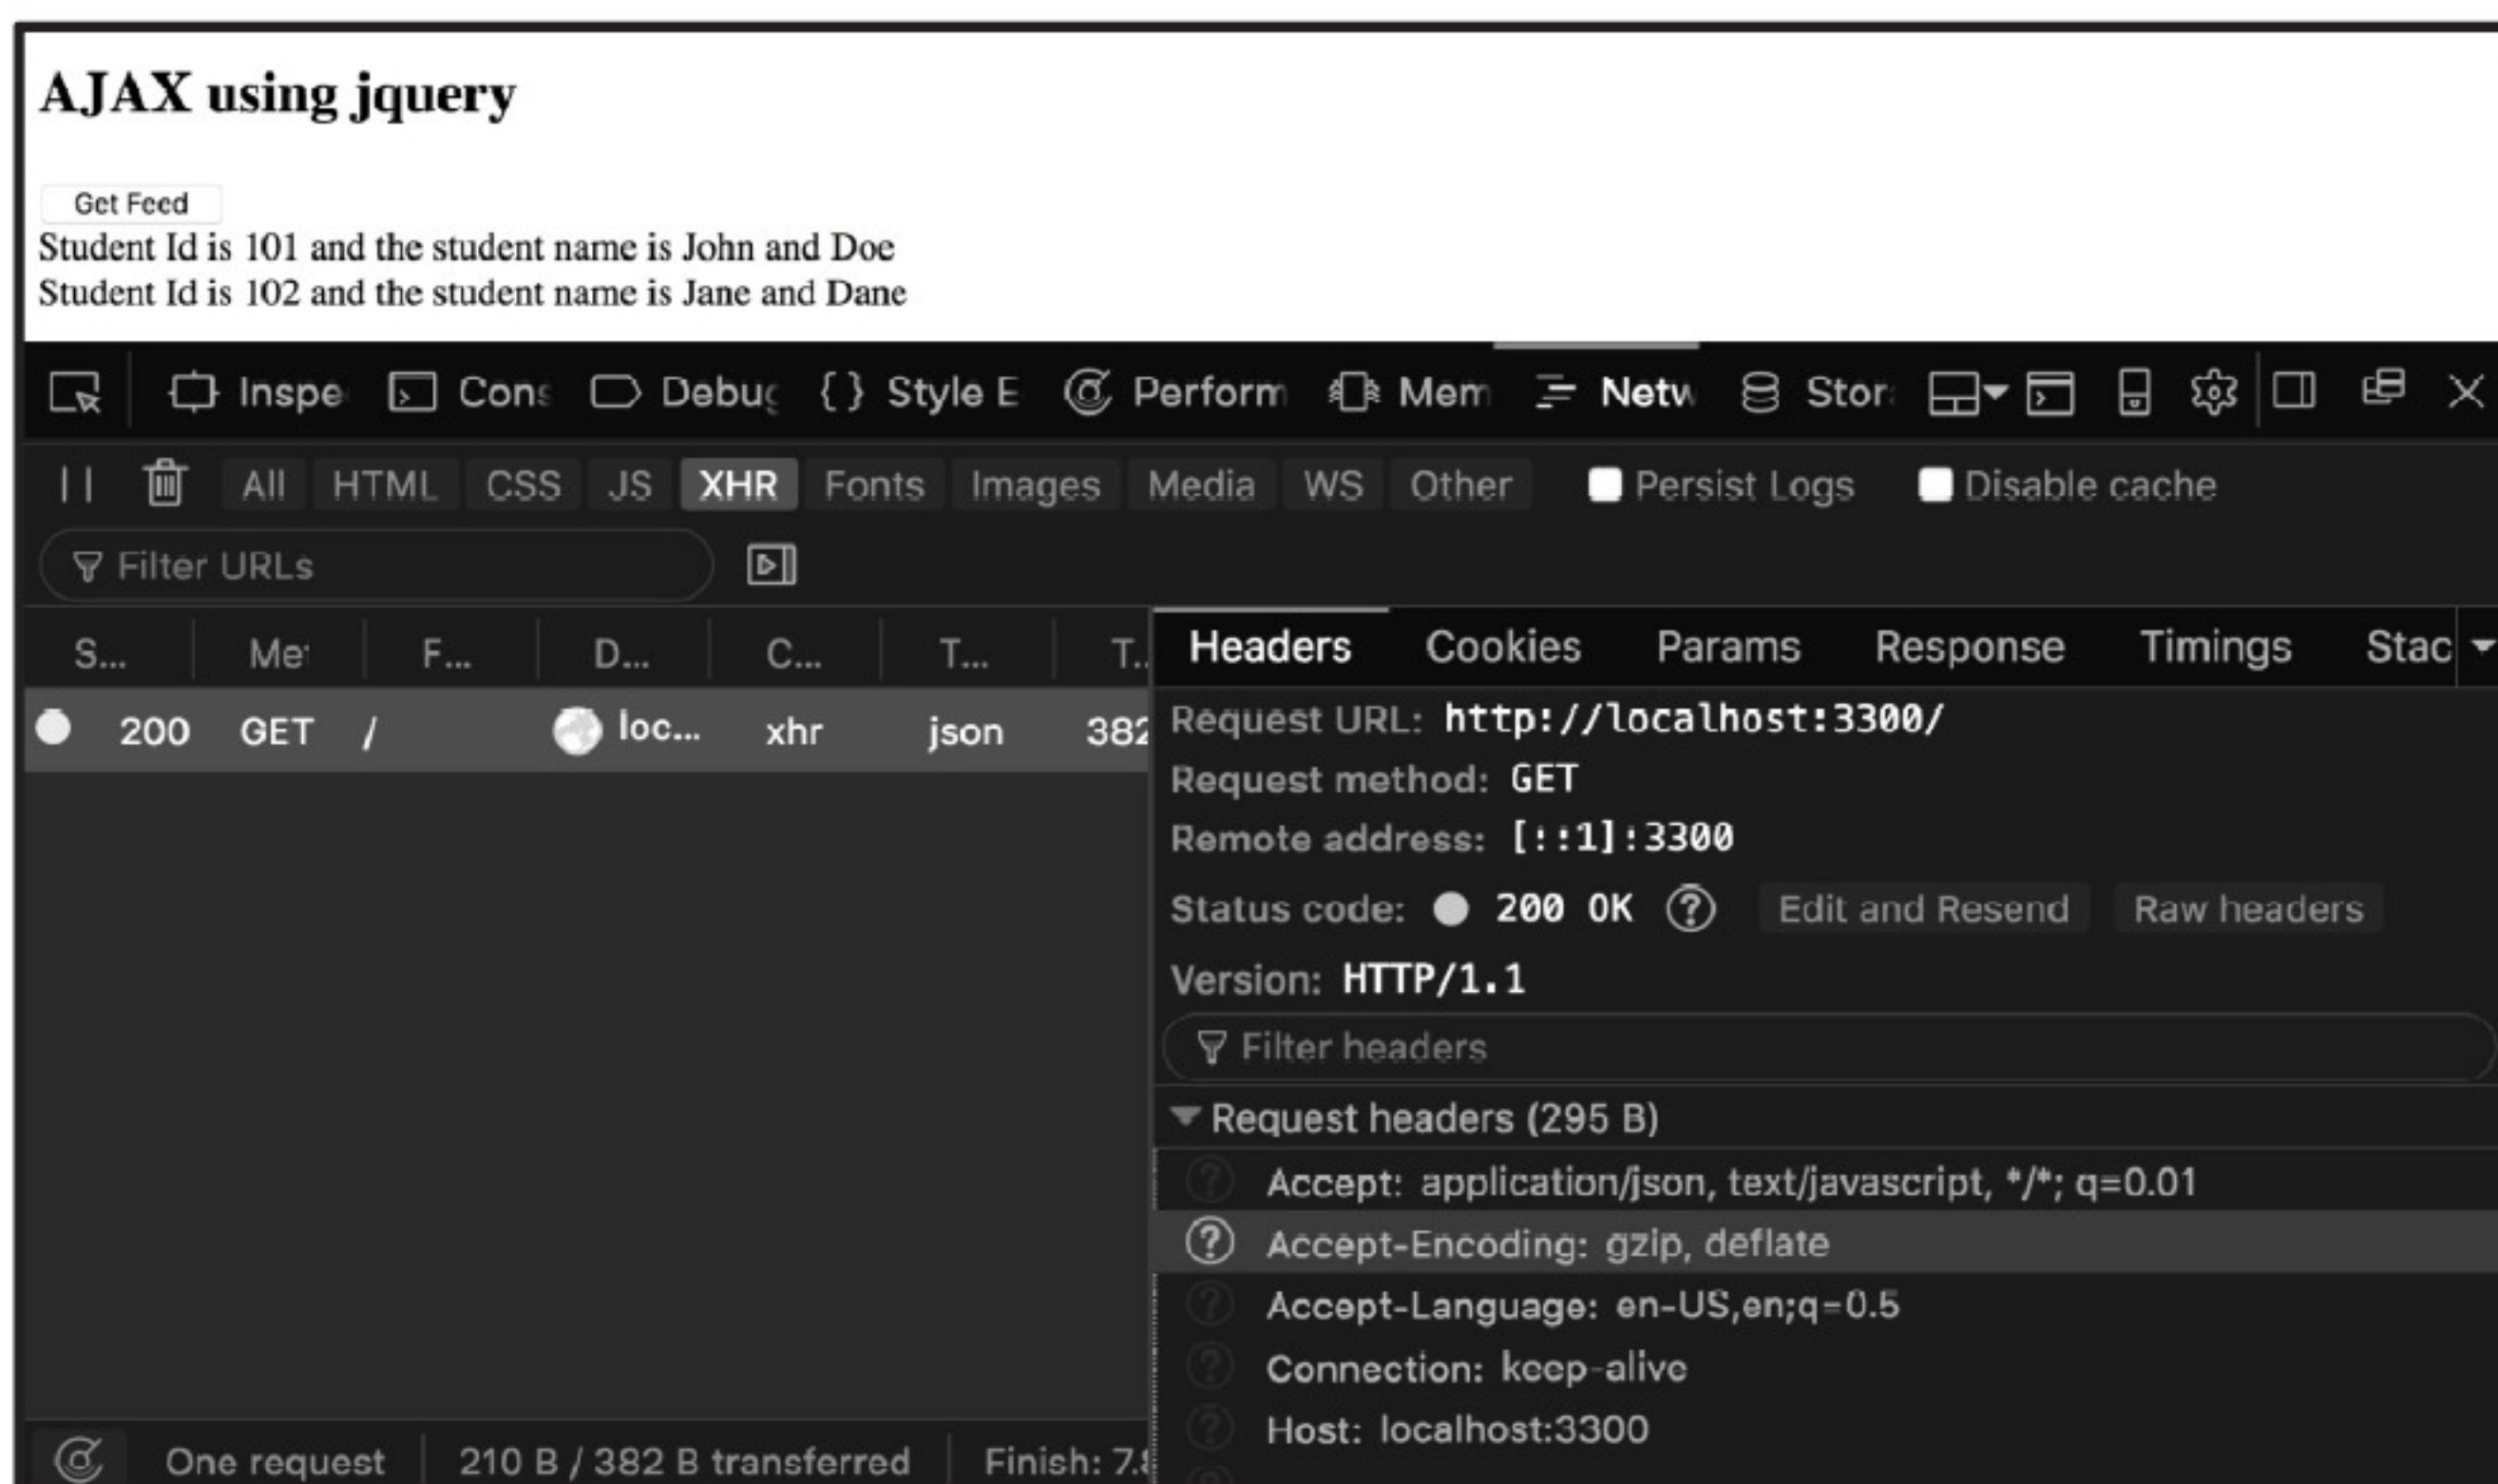 AJAX using jquery
Get Feed
Student Id is 101 and the student name is John and Doe
Student Id is 102 and the student name is Jane and Dane
Inspe Cons Debug { } Style E Perform Mem Netw Stor
All HTML CSS JS XHR Fonts Images Media WS Other Persist Logs Disable cache
Filter URLs
S... Me F... D... C... T... T..
200 GET / loc... xhr json 382
Headers Cookies Params Response Timings Stac
Request URL: http://localhost:3300/
Request method: GET
Remote address: [::1]:3300
Status code: 200 OK ? Edit and Resend Raw headers
Version: HTTP/1.1
Filter headers
Request headers (295 B)
? Accept: application/json, text/javascript, */*; q=0.01
? Accept-Encoding: gzip, deflate
? Accept-Language: en-US,en;q=0.5
? Connection: keep-alive
? Host: localhost:3300
One request 210 B / 382 B transferred Finish: 7.